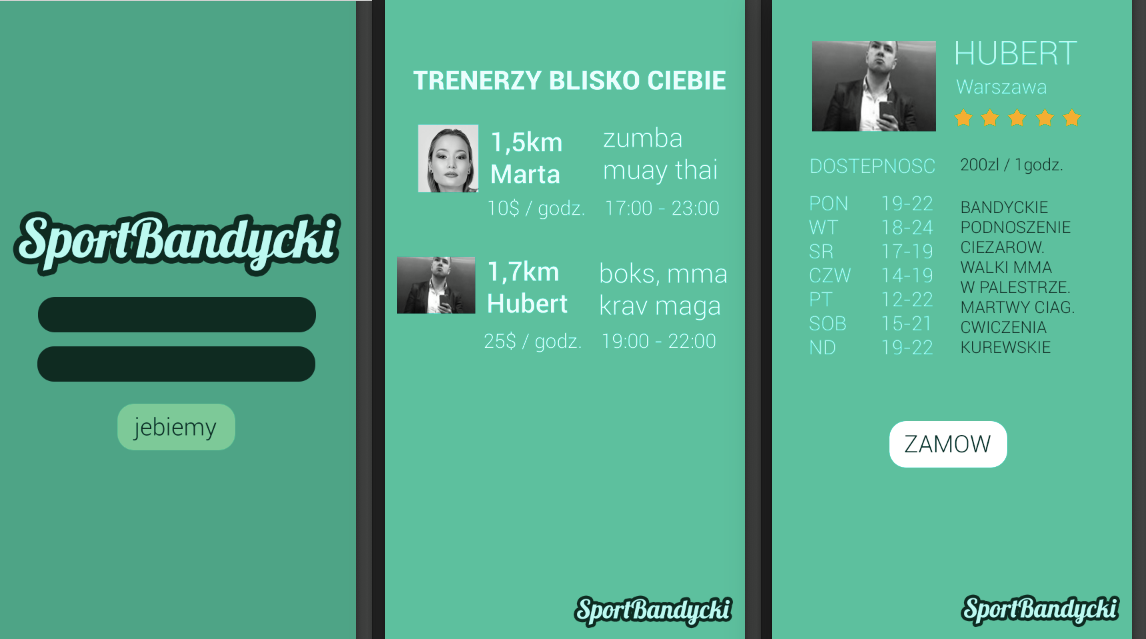 SportBandycki
jebiemy
TRENERZY BLISKO CIEBIE
1,5km
Marta
zumba
muay thai
10$ / godz.
17:00 - 23:00
1,7km
Hubert
boks, mma
krav maga
25$ / godz.
19:00 - 22:00
SportBandycki
HUBERT
Warszawa
DOSTEPNOSC
200zl / 1godz.
PON 19-22
WT 18-24
SR 17-19
CZW 14-19
PT 12-22
SOB 15-21
ND 19-22
BANDYCKIE
PODNOSZENIE
CIEZAROW.
WALKI MMA
W PALESTRZE.
MARTWY CIAG.
CWICZENIA
KUREWSKIE
ZAMOW
SportBandycki